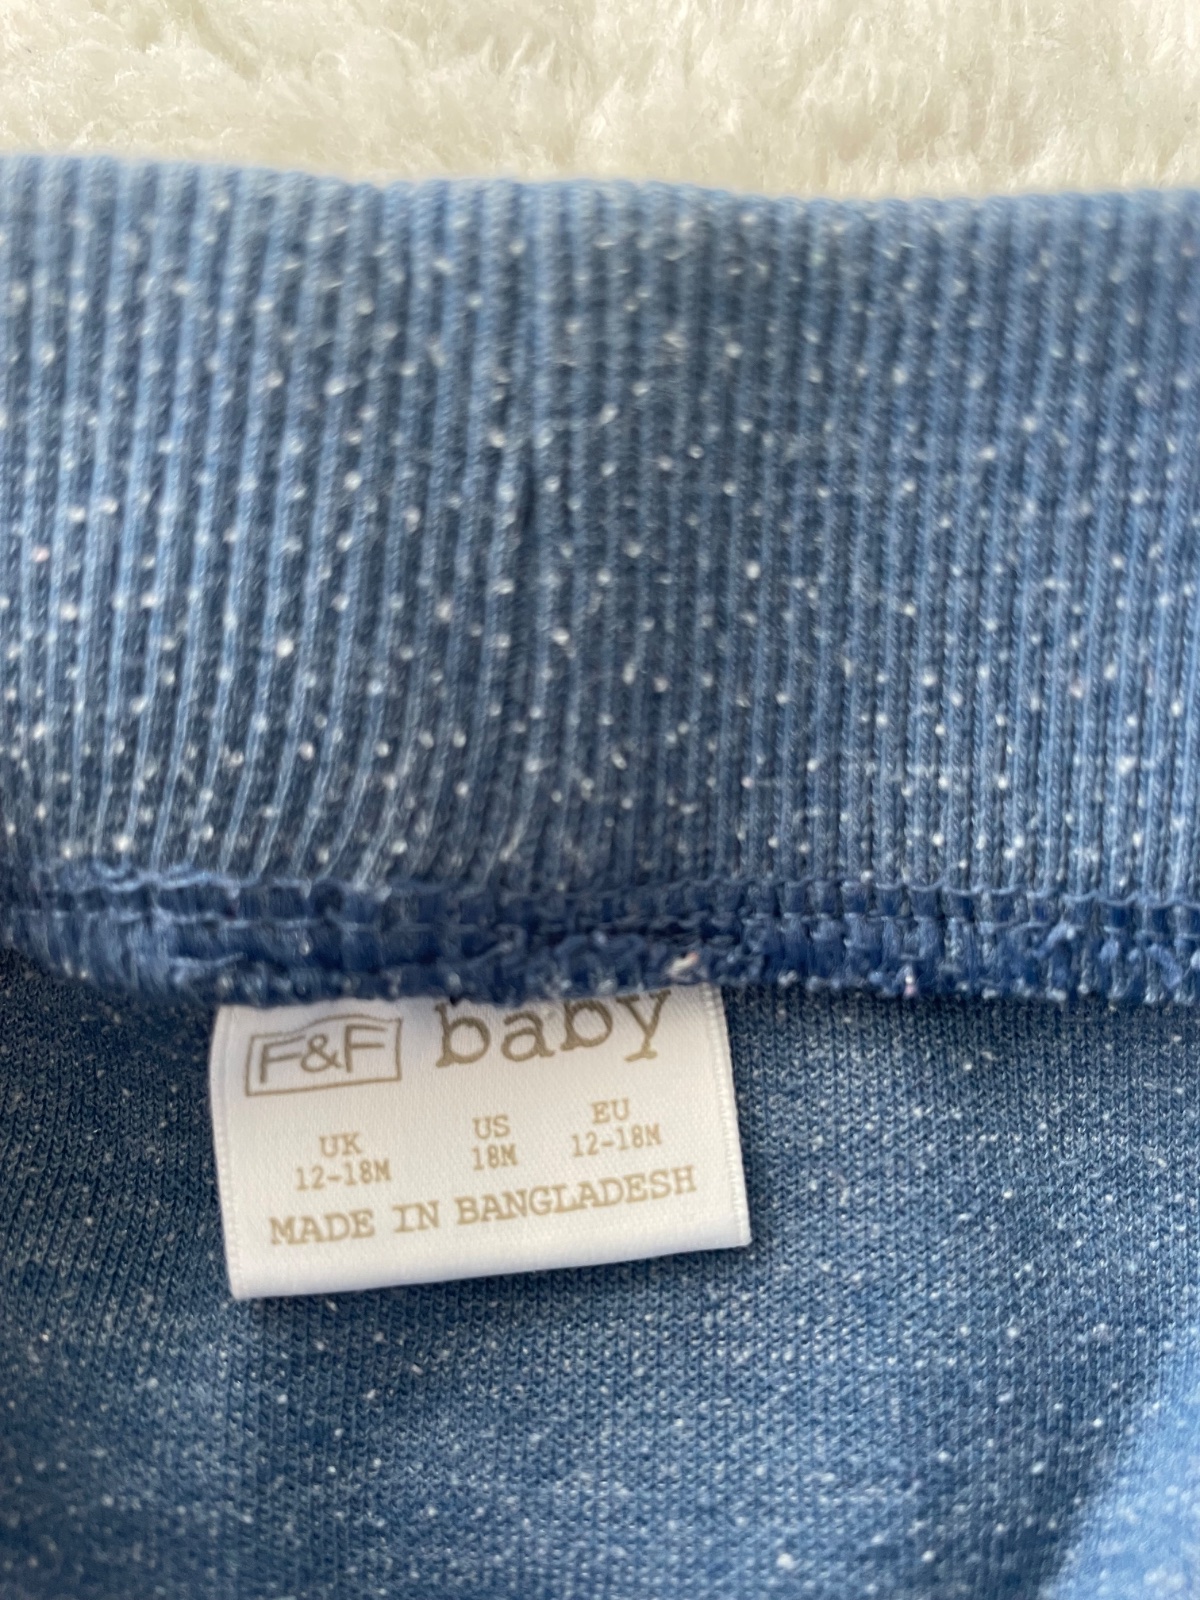 F&F baby
UK US EU
12-18M 18M 12-18M
MADE IN BANGLADESH